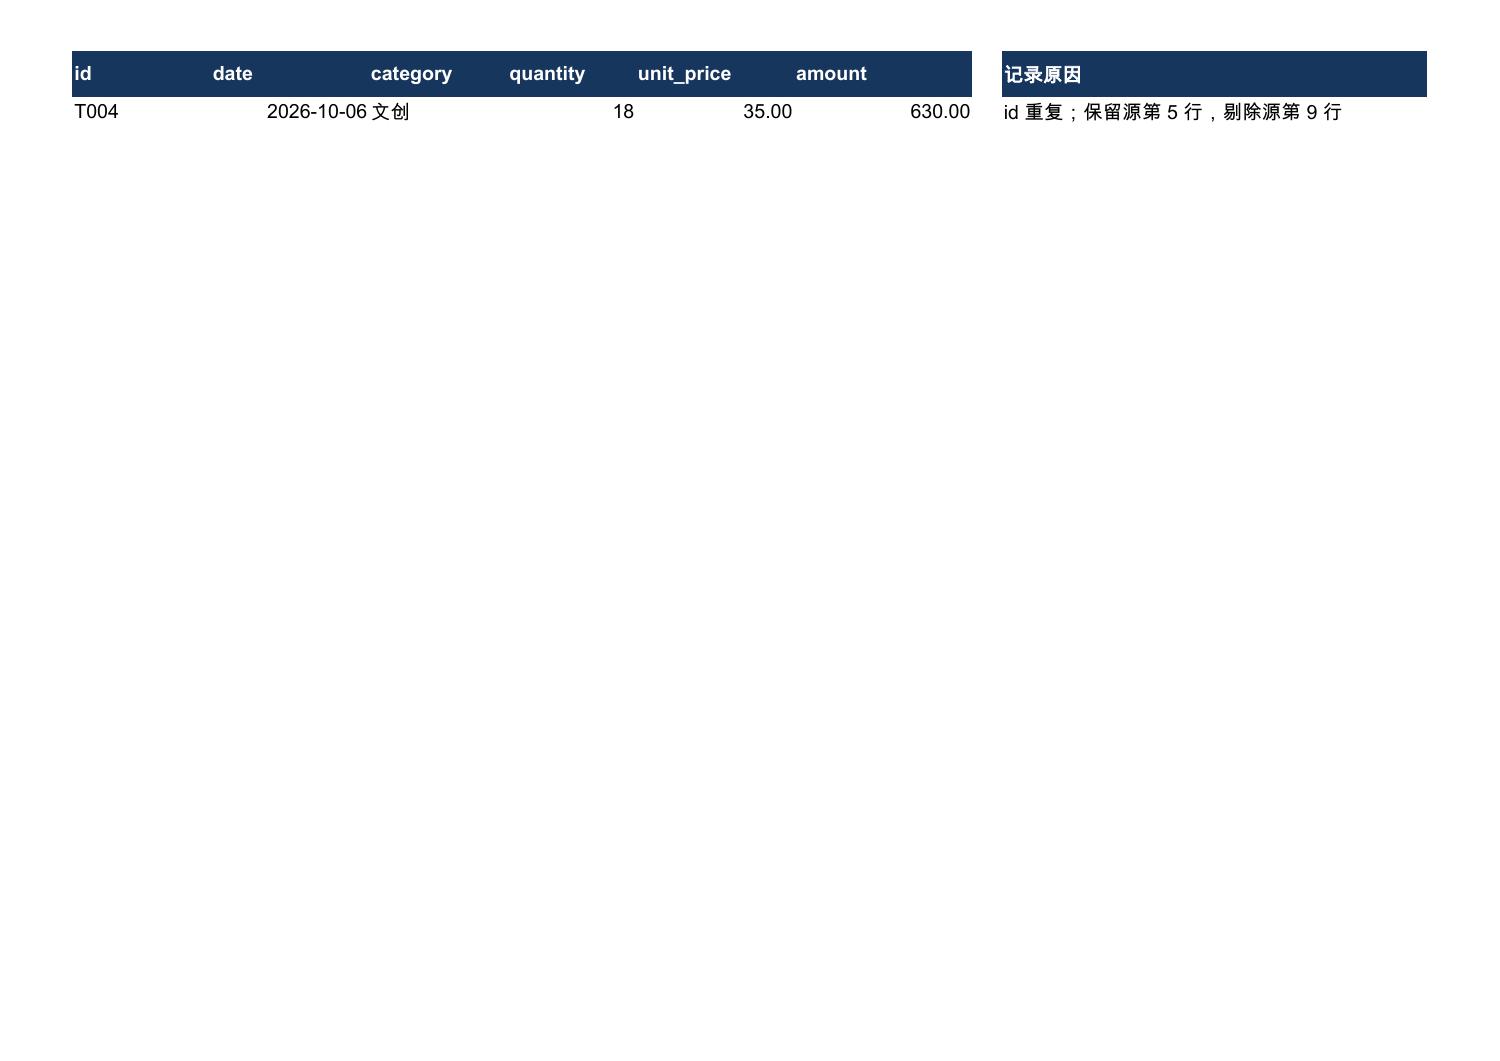 id date category quantity unit_price amount 记录原因
T004 2026-10-06 文创 18 35.00 630.00 id 重复；保留源第 5 行，剔除源第 9 行